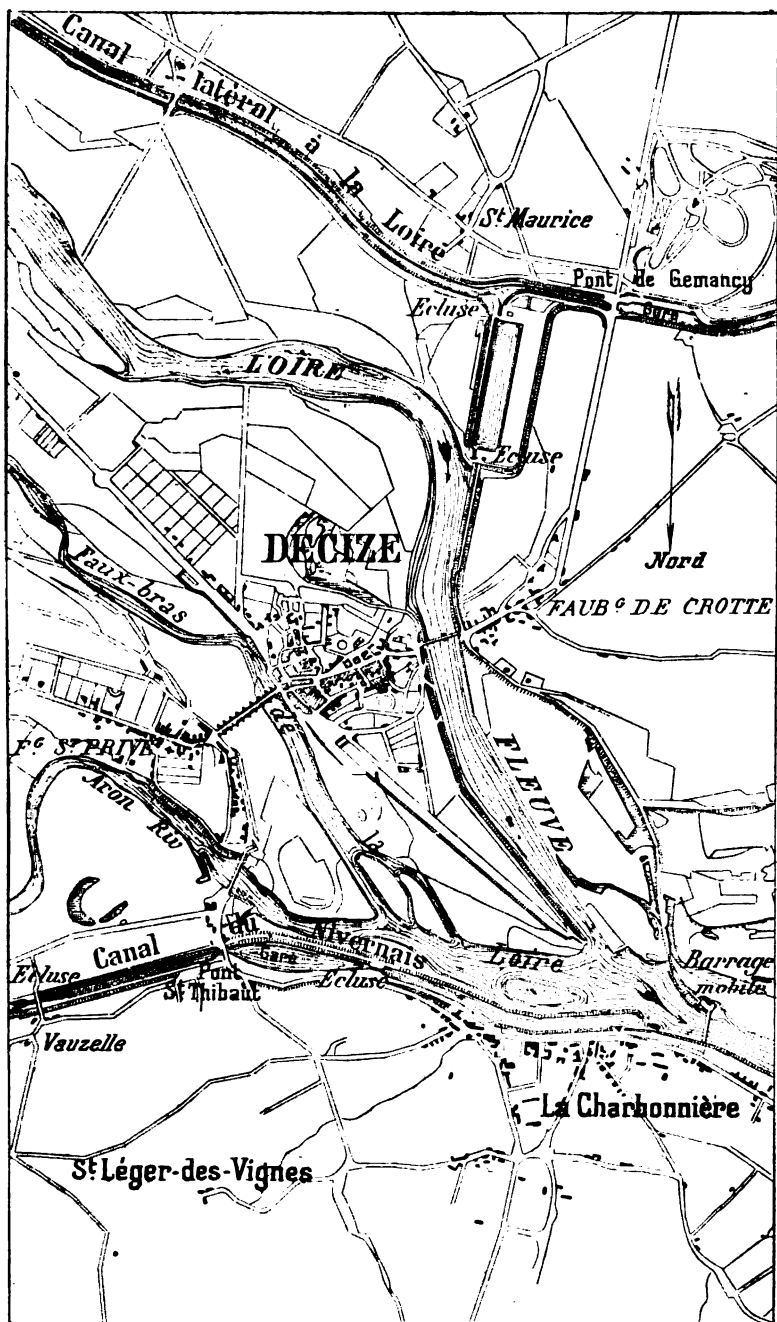 Canal latéral à la Loire
St Maurice
Pont de Gemancy
Ecluse
Gare
LOIRE
Ecluse
DECIZE
Nord
Faux-bras
FAUBG DE CROTTE
de
FG ST PRIVÉ
FLEUVE
Aron Riv
la
Canal du Nivernais
Loire
Gare
Ecluse
Pont
St Thibaut
Ecluse
Barrage
mobile
Vauzelle
La Charbonnière
St Léger-des-Vignes